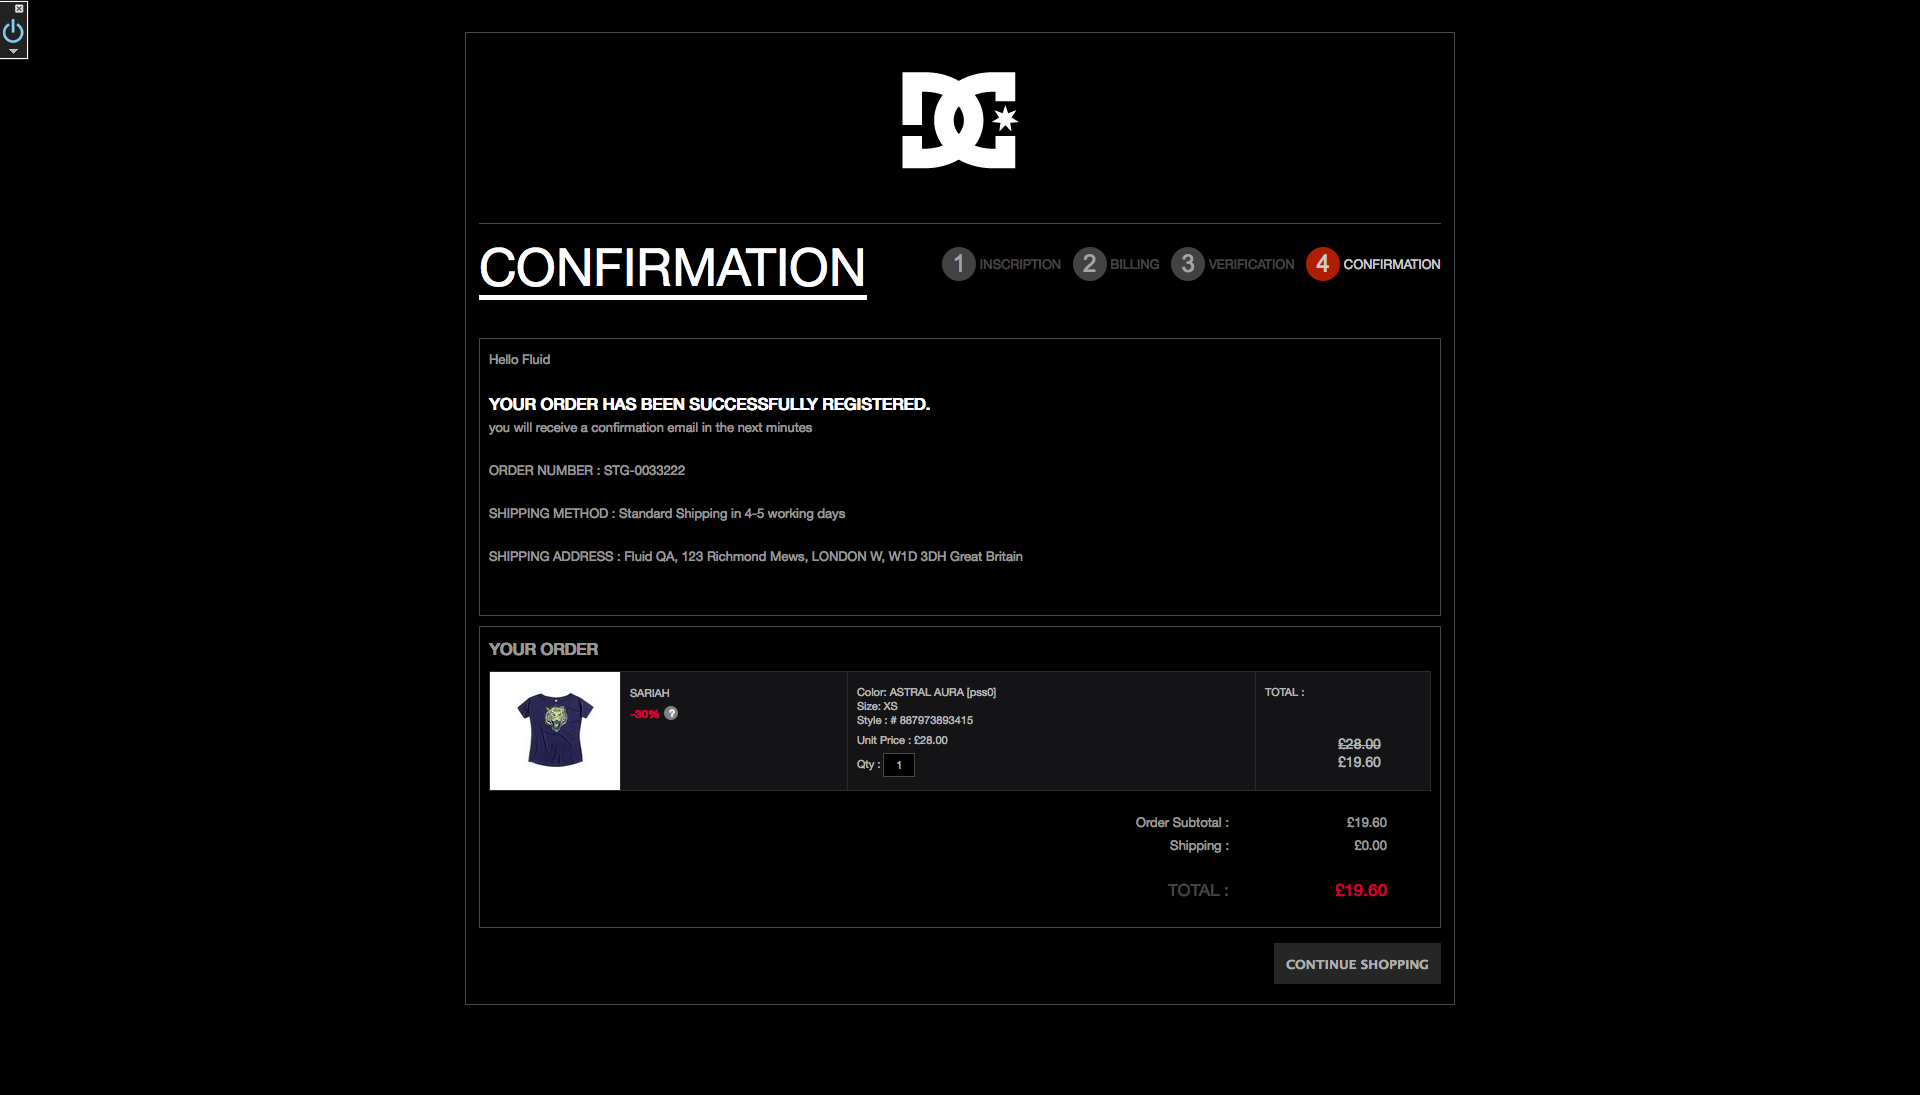 DC
CONFIRMATION
1 INSCRIPTION 2 BILLING 3 VERIFICATION 4 CONFIRMATION
Hello Fluid
YOUR ORDER HAS BEEN SUCCESSFULLY REGISTERED.
you will receive a confirmation email in the next minutes
ORDER NUMBER : STG-0033222
SHIPPING METHOD : Standard Shipping in 4-5 working days
SHIPPING ADDRESS : Fluid QA, 123 Richmond Mews, LONDON W, W1D 3DH Great Britain
YOUR ORDER
SARIAH
-30% ?
Color: ASTRAL AURA [pss0]
Size: XS
Style : # 887973893415
Unit Price : £28.00
Qty : 1
TOTAL :
£28.00
£19.60
Order Subtotal : £19.60
Shipping : £0.00
TOTAL : £19.60
CONTINUE SHOPPING